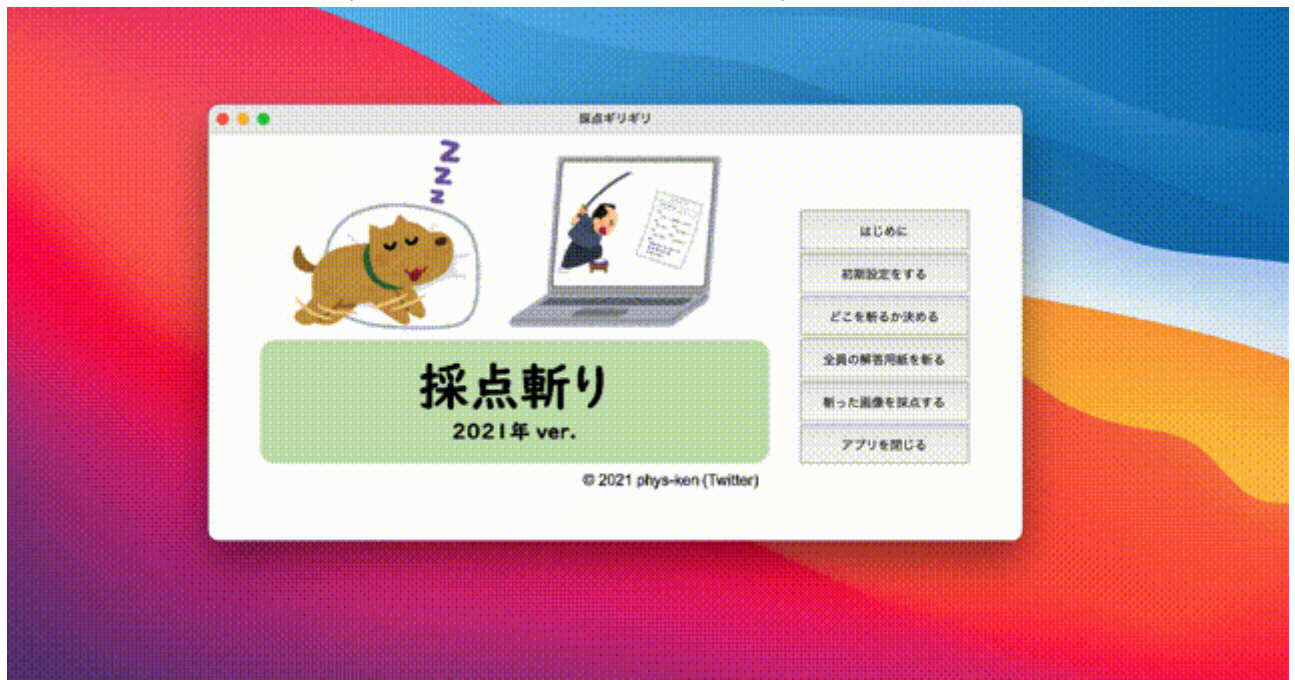 採点ギリギリ
Z
Z
Z
採点斬り
2021年 ver.
© 2021 phys-ken (Twitter)
はじめに
初期設定をする
どこを斬るか決める
全員の解答用紙を斬る
斬った画像を採点する
アプリを閉じる